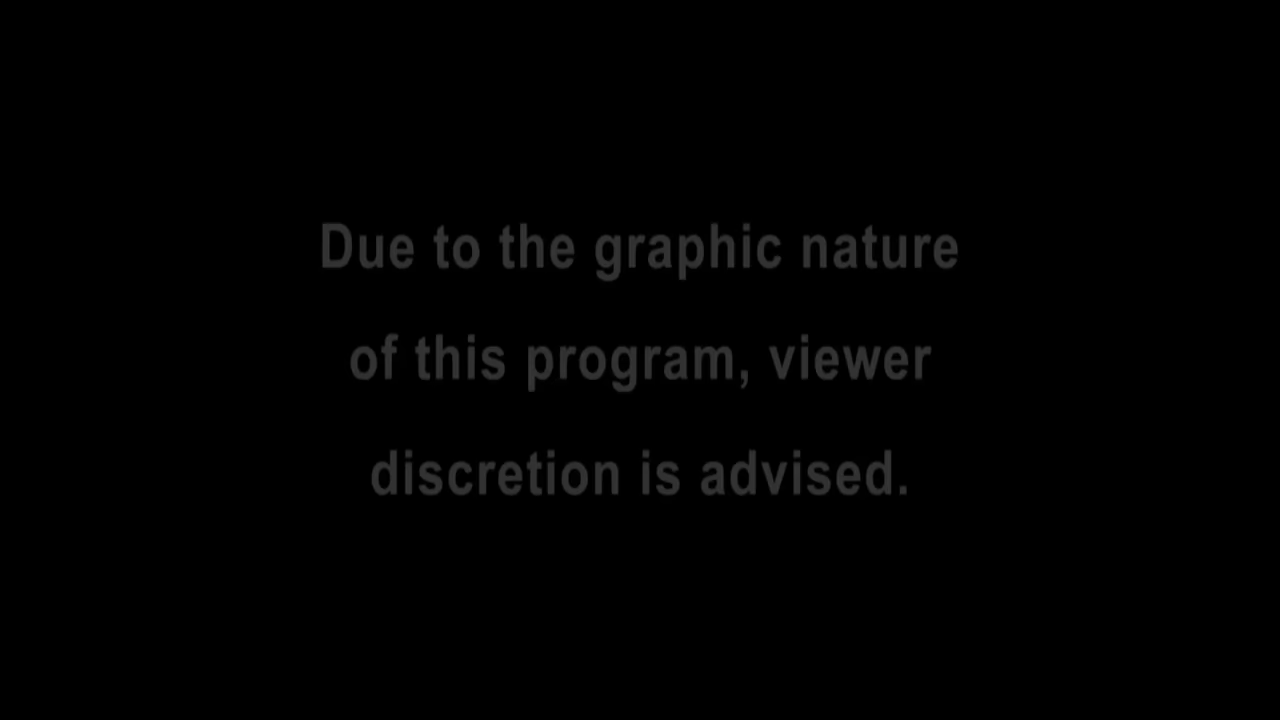 Due to the graphic nature
of this program, viewer
discretion is advised.